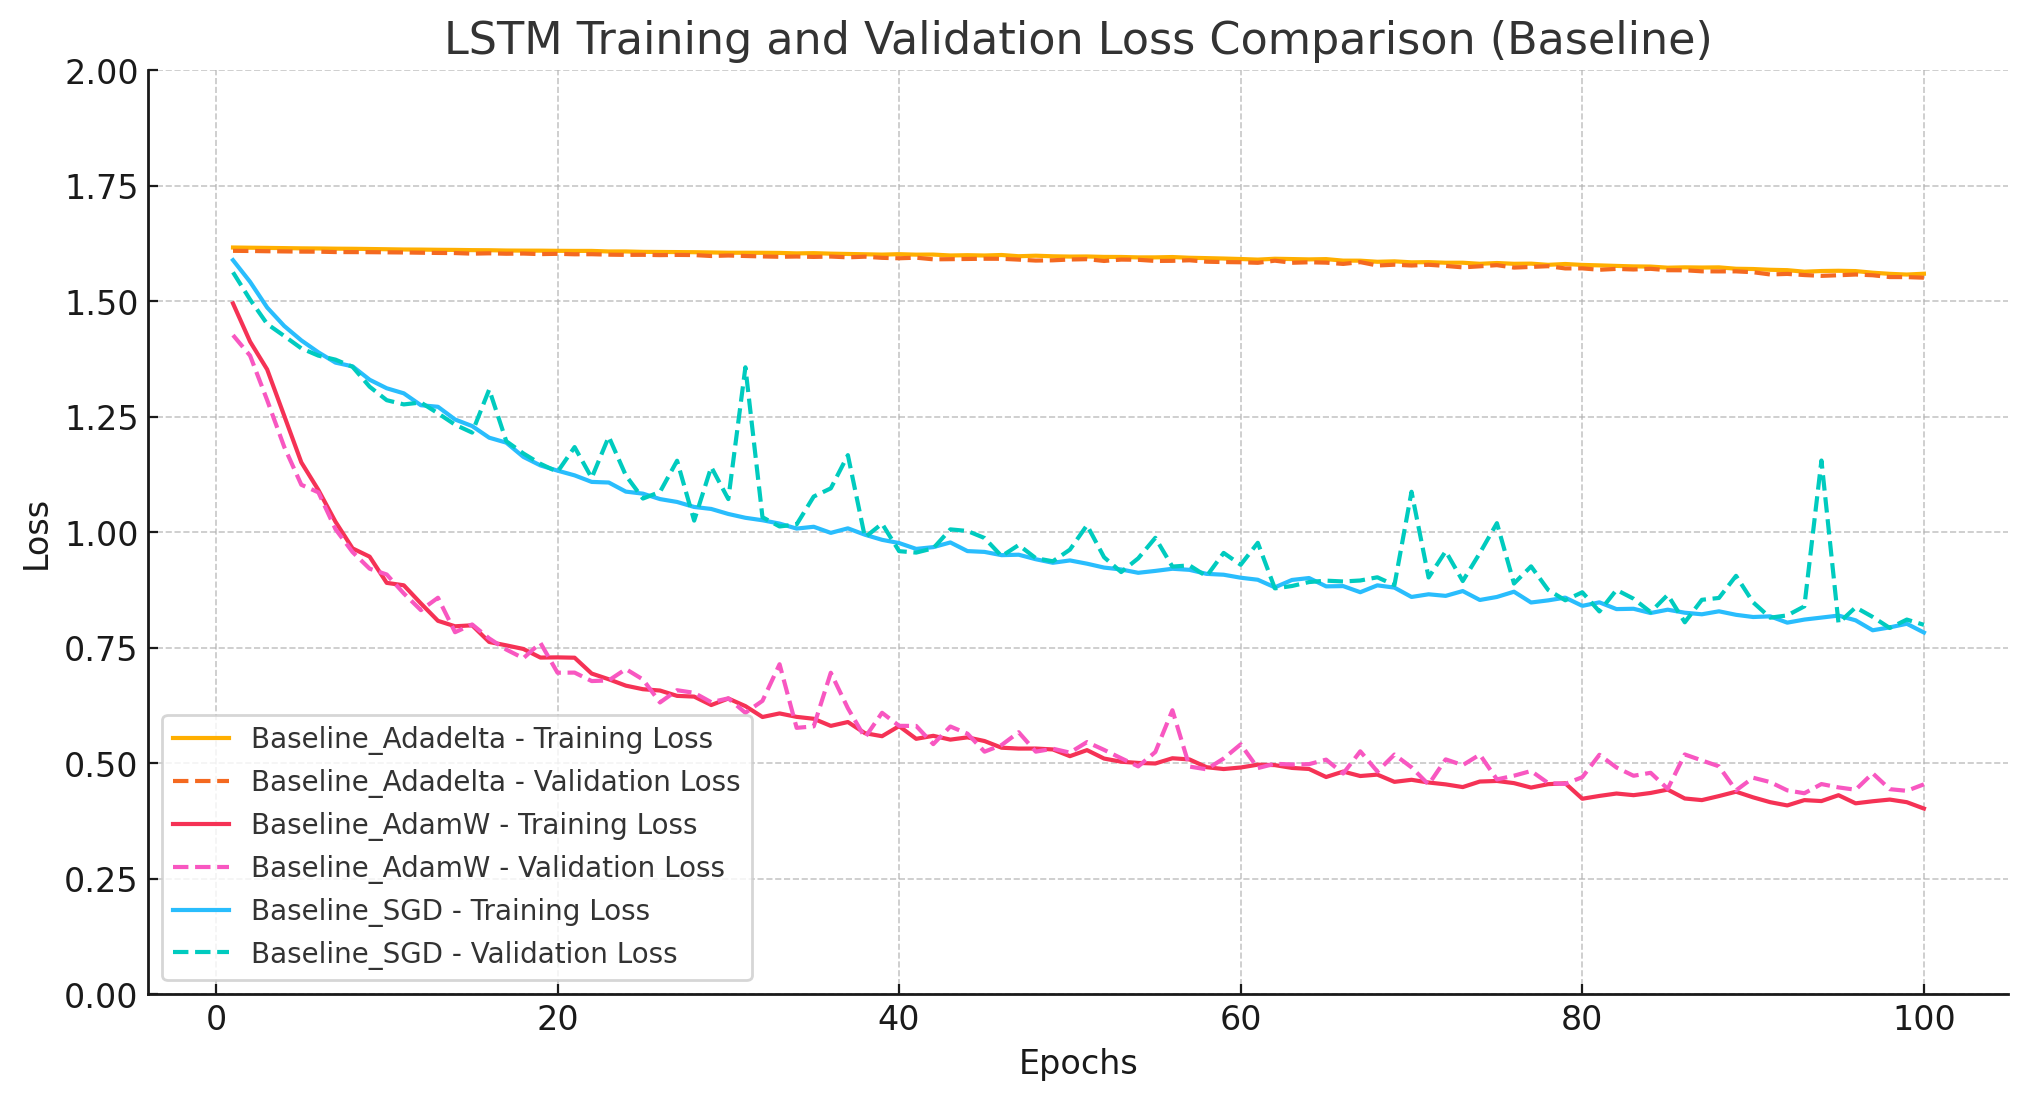 LSTM Training and Validation Loss Comparison (Baseline)
2.00
1.75
1.50
1.25
1.00
0.75
0.50
0.25
0.00
Loss
Baseline_Adadelta - Training Loss
Baseline_Adadelta - Validation Loss
Baseline_AdamW - Training Loss
Baseline_AdamW - Validation Loss
Baseline_SGD - Training Loss
Baseline_SGD - Validation Loss
0 20 40 60 80 100
Epochs